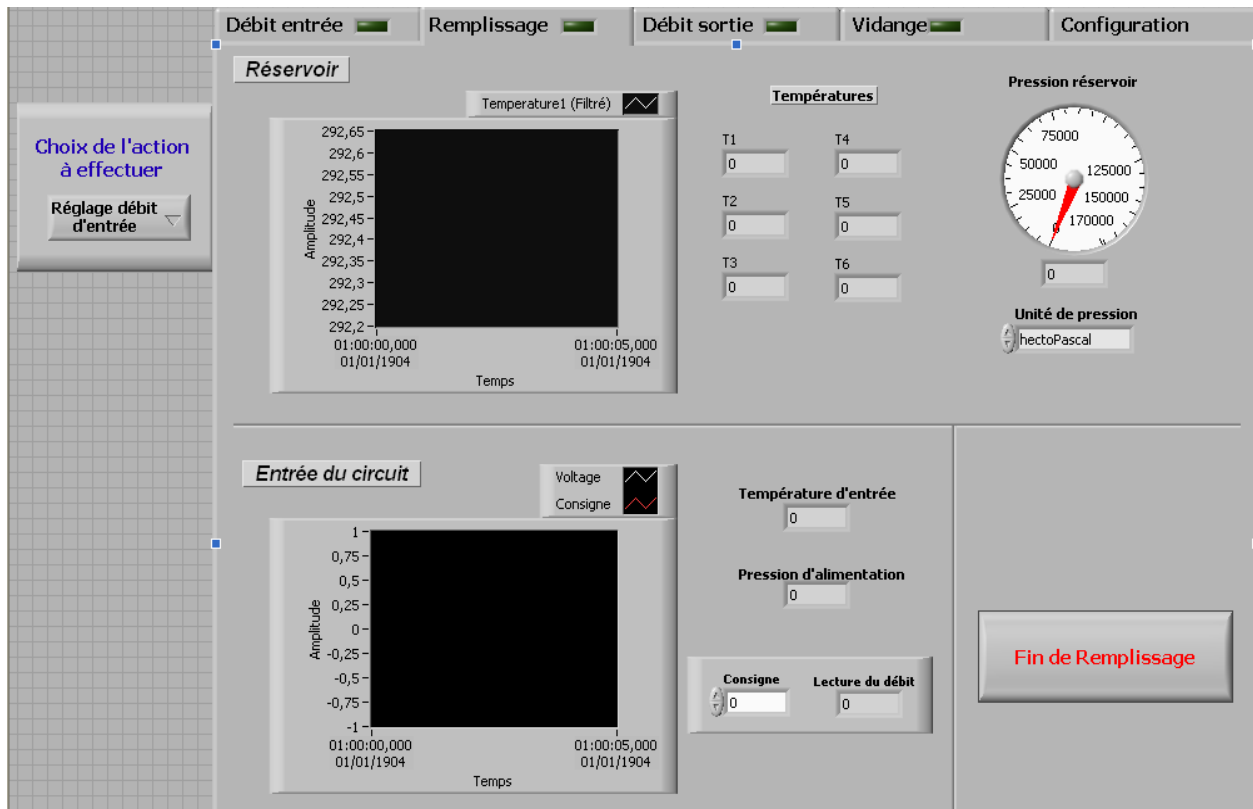 Débit entrée
Remplissage
Débit sortie
Vidange
Configuration
Choix de l'action
à effectuer
Réglage débit
d'entrée
Réservoir
Temperature1 (Filtré)
292,65
292,6
292,55
292,5
292,45
292,4
292,35
292,3
292,25
292,2
Amplitude
01:00:00,000 01:00:05,000
01/01/1904 01/01/1904
Temps
Températures
T1 T4
0 0
T2 T5
0 0
T3 T6
0 0
Pression réservoir
75000
50000 125000
25000 150000
0 170000
0
Unité de pression
hectoPascal
Entrée du circuit
Voltage
Consigne
1
0,75
0,5
0,25
0
-0,25
-0,5
-0,75
-1
Amplitude
01:00:00,000 01:00:05,000
01/01/1904 01/01/1904
Temps
Température d'entrée
0
Pression d'alimentation
0
Consigne Lecture du débit
0 0
Fin de Remplissage